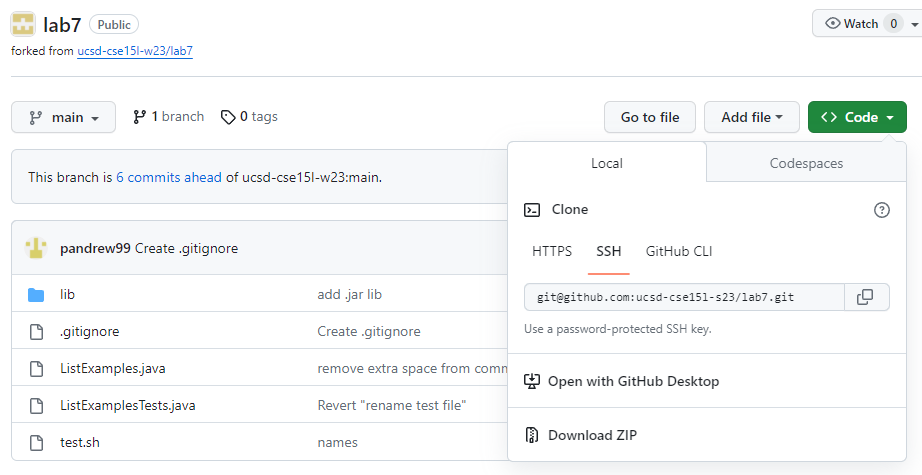 lab7 Public Watch 0
forked from ucsd-cse15l-w23/lab7
main 1 branch 0 tags Go to file Add file Code
This branch is 6 commits ahead of ucsd-cse15l-w23:main.
Local Codespaces
Clone
HTTPS SSH GitHub CLI
git@github.com:ucsd-cse15l-s23/lab7.git
Use a password-protected SSH key.
Open with GitHub Desktop
Download ZIP
pandrew99 Create .gitignore
lib add .jar lib
.gitignore Create .gitignore
ListExamples.java remove extra space from comm
ListExamplesTests.java Revert "rename test file"
test.sh names